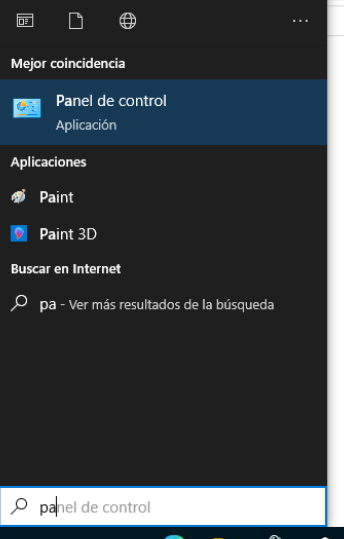 Mejor coincidencia
Panel de control
Aplicación
Aplicaciones
Paint
Paint 3D
Buscar en Internet
pa - Ver más resultados de la búsqueda
panel de control